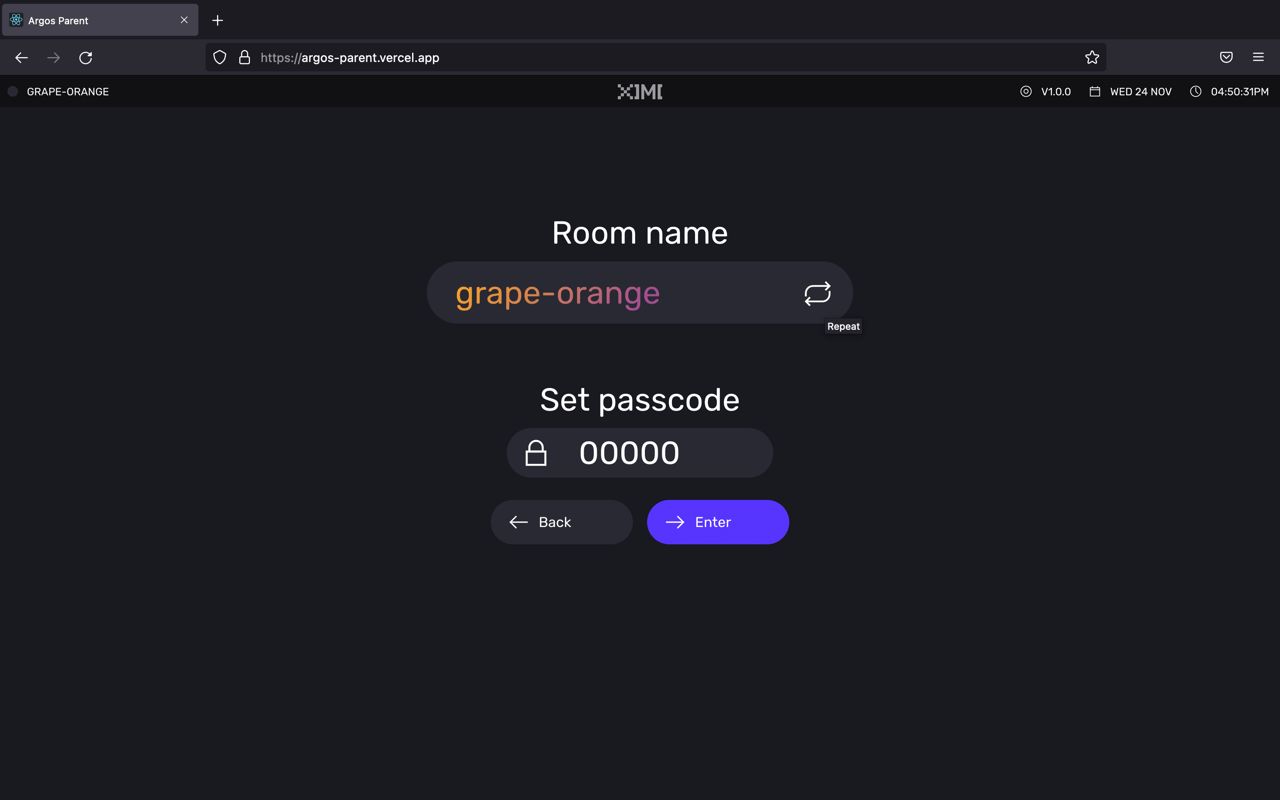 Argos Parent
https://argos-parent.vercel.app
GRAPE-ORANGE
XIMI
V1.0.0
WED 24 NOV
04:50:31PM
Room name
grape-orange
Repeat
Set passcode
00000
Back
Enter